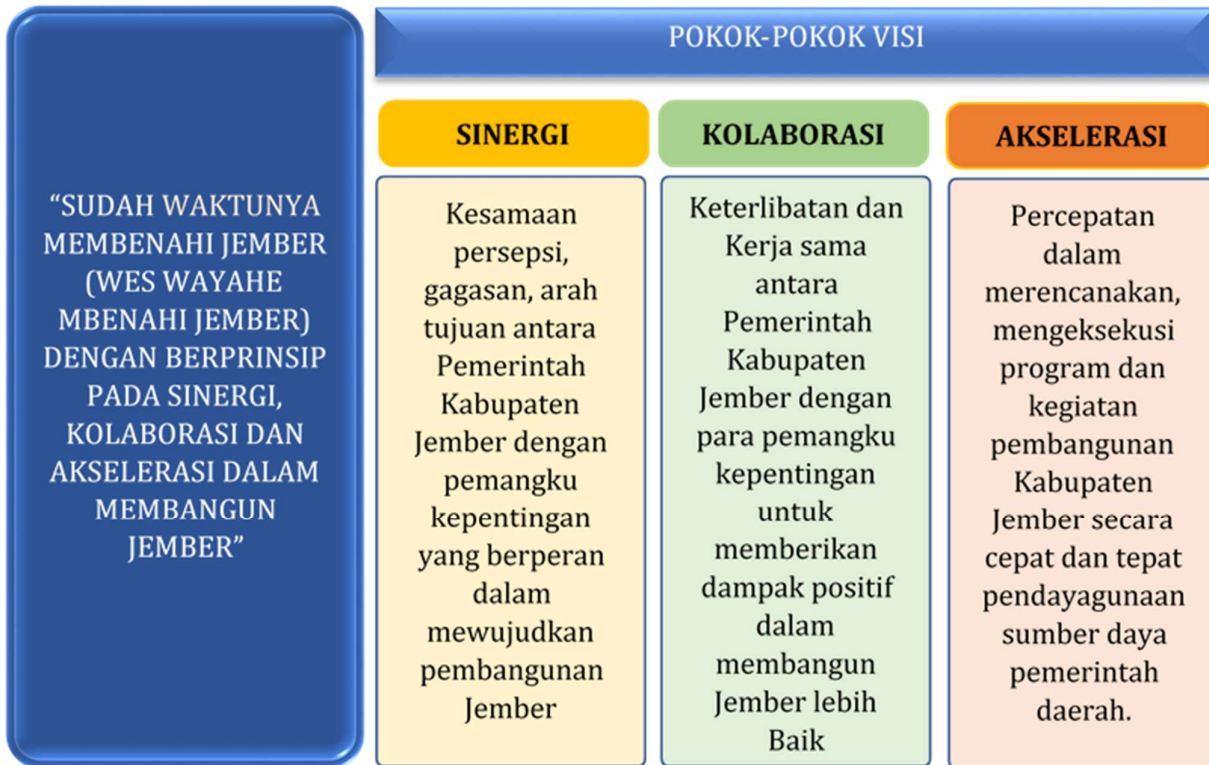 “SUDAH WAKTUNYA
MEMBENAHI JEMBER
(WES WAYAHE
MBENAHI JEMBER)
DENGAN BERPRINSIP
PADA SINERGI,
KOLABORASI DAN
AKSELERASI DALAM
MEMBANGUN
JEMBER”
POKOK-POKOK VISI
SINERGI
Kesamaan
persepsi,
gagasan, arah
tujuan antara
Pemerintah
Kabupaten
Jember dengan
pemangku
kepentingan
yang berperan
dalam
mewujudkan
pembangunan
Jember
KOLABORASI
Keterlibatan dan
Kerja sama
antara
Pemerintah
Kabupaten
Jember dengan
para pemangku
kepentingan
untuk
memberikan
dampak positif
dalam
membangun
Jember lebih
Baik
AKSELERASI
Percepatan
dalam
merencanakan,
mengeksekusi
program dan
kegiatan
pembangunan
Kabupaten
Jember secara
cepat dan tepat
pendayagunaan
sumber daya
pemerintah
daerah.